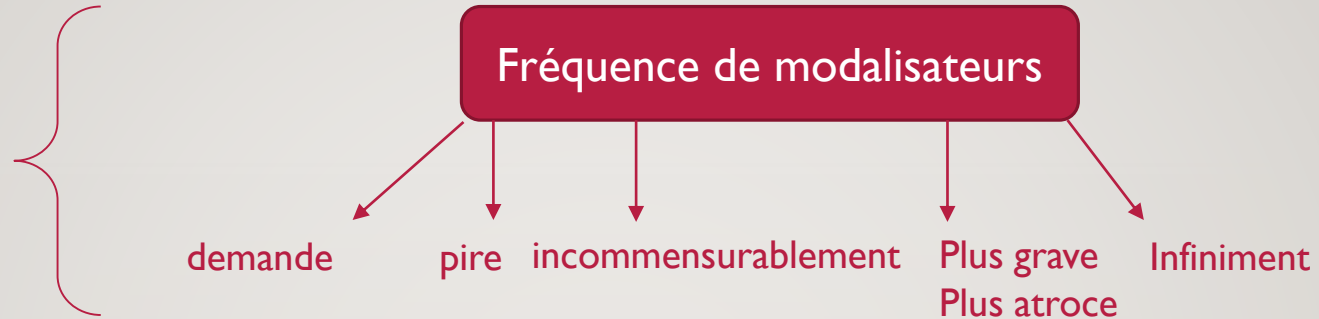 Fréquence de modalisateurs
demande pire incommensurablement Plus grave Infiniment
Plus atroce